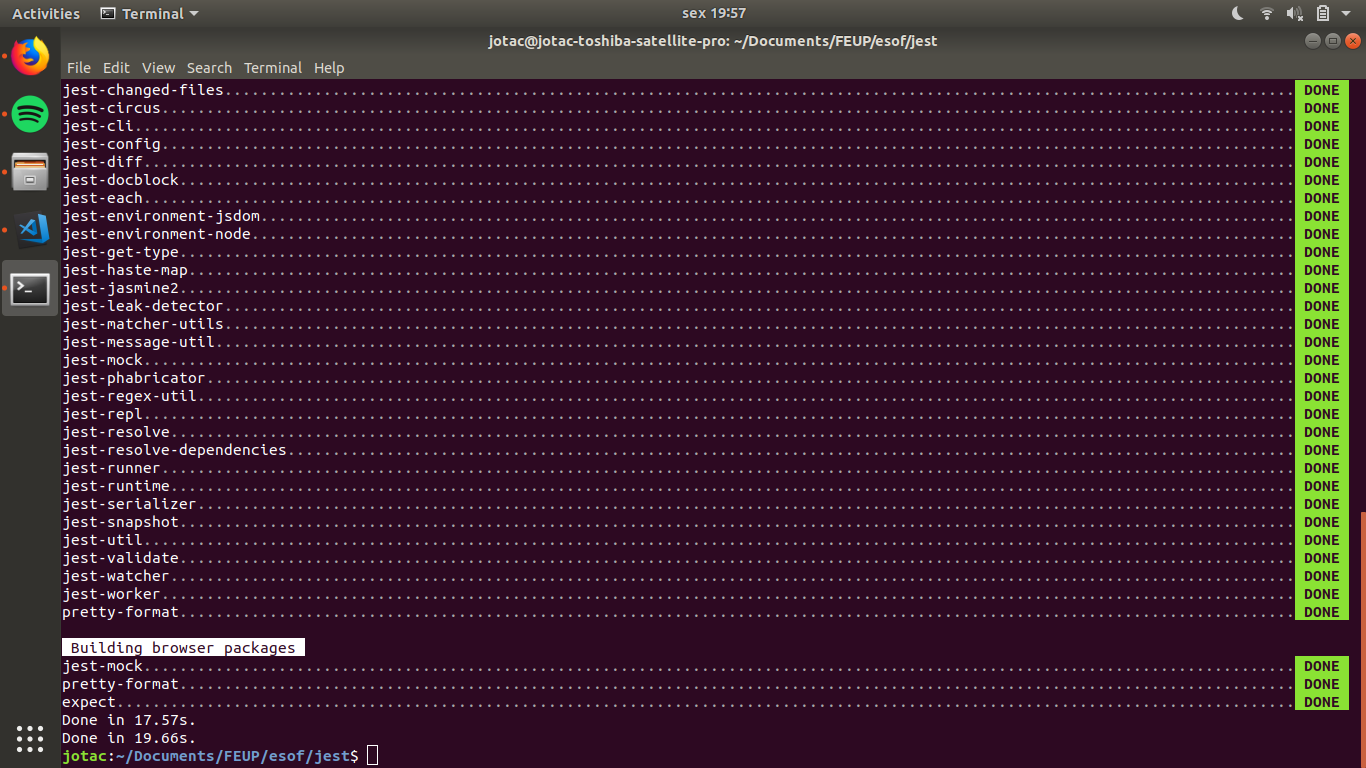 Activities Terminal sex 19:57
jotac@jotac-toshiba-satellite-pro: ~/Documents/FEUP/esof/jest
File Edit View Search Terminal Help
jest-changed-files........................................................................................................................ DONE
jest-circus............................................................................................................................... DONE
jest-cli.................................................................................................................................. DONE
jest-config............................................................................................................................... DONE
jest-diff................................................................................................................................. DONE
jest-docblock............................................................................................................................. DONE
jest-each................................................................................................................................. DONE
jest-environment-jsdom.................................................................................................................... DONE
jest-environment-node..................................................................................................................... DONE
jest-get-type............................................................................................................................. DONE
jest-haste-map............................................................................................................................ DONE
jest-jasmine2............................................................................................................................. DONE
jest-leak-detector........................................................................................................................ DONE
jest-matcher-utils........................................................................................................................ DONE
jest-message-util......................................................................................................................... DONE
jest-mock................................................................................................................................. DONE
jest-phabricator.......................................................................................................................... DONE
jest-regex-util........................................................................................................................... DONE
jest-repl................................................................................................................................. DONE
jest-resolve.............................................................................................................................. DONE
jest-resolve-dependencies................................................................................................................. DONE
jest-runner............................................................................................................................... DONE
jest-runtime.............................................................................................................................. DONE
jest-serializer........................................................................................................................... DONE
jest-snapshot............................................................................................................................. DONE
jest-util................................................................................................................................. DONE
jest-validate............................................................................................................................. DONE
jest-watcher.............................................................................................................................. DONE
jest-worker............................................................................................................................... DONE
pretty-format............................................................................................................................. DONE
Building browser packages
jest-mock................................................................................................................................. DONE
pretty-format............................................................................................................................. DONE
expect.................................................................................................................................... DONE
Done in 17.57s.
Done in 19.66s.
jotac:~/Documents/FEUP/esof/jest$